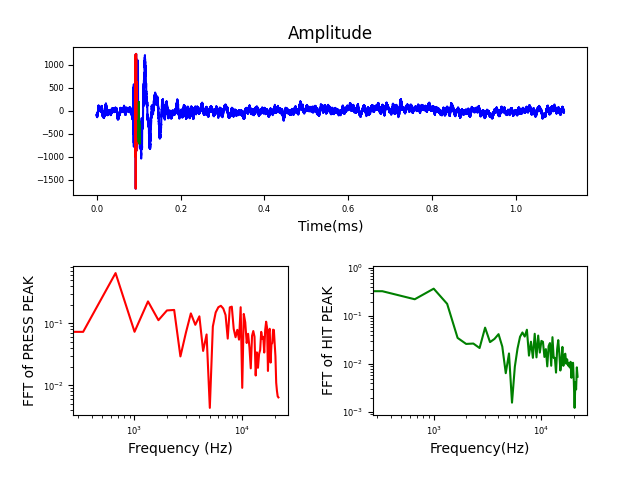 Amplitude
1000
500
0
−500
−1000
−1500
0.0 0.2 0.4 0.6 0.8 1.0
Time(ms)
FFT of PRESS PEAK
10⁻¹
10⁻²
10³ 10⁴
Frequency (Hz)
FFT of HIT PEAK
10⁰
10⁻¹
10⁻²
10⁻³
10³ 10⁴
Frequency(Hz)